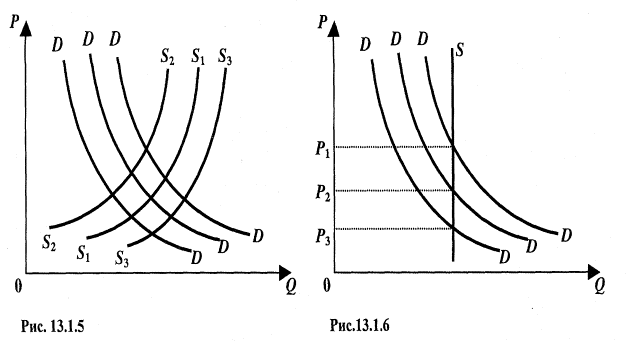 P
D D D
S₂ S₁ S₃
S₂
S₁
S₃
D
D
D
0
Q
Рис. 13.1.5
P
D D D
S
P₁
P₂
P₃
D
D
D
0
Q
Рис.13.1.6